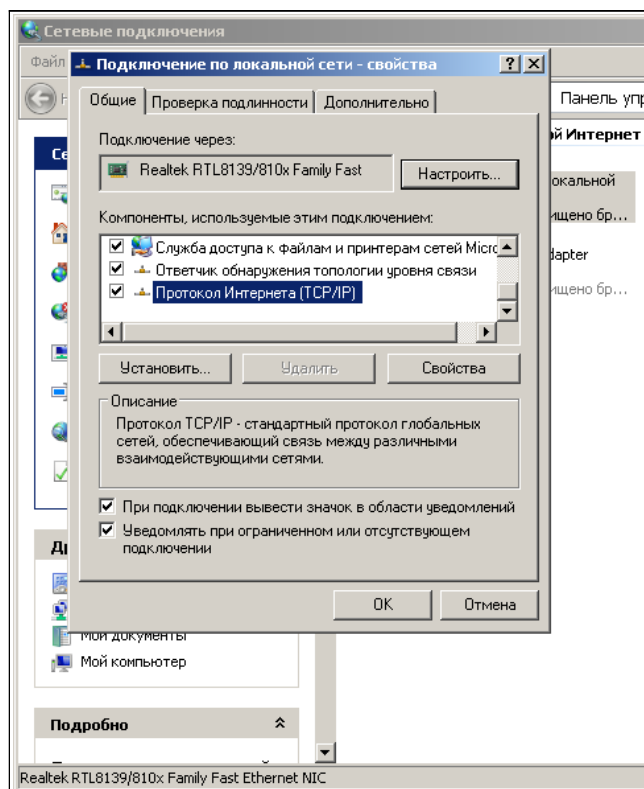 Сетевые подключения
Файл
Подключение по локальной сети - свойства
Общие
Проверка подлинности
Дополнительно
Панель упр
Подключение через:
й Интернет
Realtek RTL8139/810x Family Fast
Настроить...
окальной
Компоненты, используемые этим подключением:
ищено бр...
Служба доступа к файлам и принтерам сетей Micro
Ответчик обнаружения топологии уровня связи
dapter
Протокол Интернета (TCP/IP)
ищено бр...
Установить...
Удалить
Свойства
Описание
Протокол TCP/IP - стандартный протокол глобальных
сетей, обеспечивающий связь между различными
взаимодействующими сетями.
При подключении вывести значок в области уведомлений
Уведомлять при ограниченном или отсутствующем
подключении
OK
Отмена
Мои документы
Мой компьютер
Подробно
Realtek RTL8139/810x Family Fast Ethernet NIC